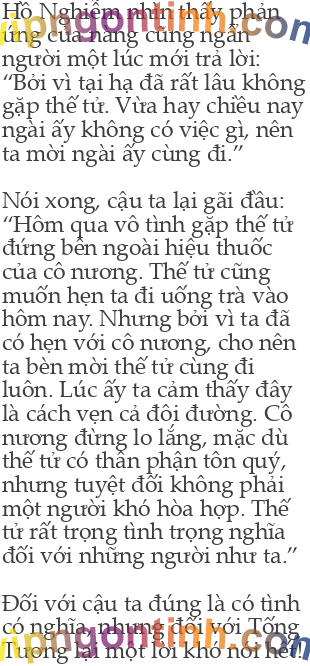 Hồ Nghiễm nhìn thấy phản
ứng của nàng cũng ngẩn
người một lúc mới trả lời:
“Bởi vì tại hạ đã rất lâu không
gặp thế tử. Vừa hay chiều nay
ngài ấy không có việc gì, nên
ta mời ngài ấy cùng đi.”

Nói xong, cậu ta lại gãi đầu:
“Hôm qua vô tình gặp thế tử
đứng bên ngoài hiệu thuốc
của cô nương. Thế tử cũng
muốn hẹn ta đi uống trà vào
hôm nay. Nhưng bởi vì ta đã
có hẹn với cô nương, cho nên
ta bèn mời thế tử cùng đi
luôn. Lúc ấy ta cảm thấy đây
là cách vẹn cả đôi đường. Cô
nương đừng lo lắng, mặc dù
thế tử có thân phận tôn quý,
nhưng tuyệt đối không phải
một người khó hòa hợp. Thế
tử rất trọng tình trọng nghĩa
đối với những người như ta.”

Đối với cậu ta đúng là có tình
có nghĩa, nhưng đối với Tống
Tương lại một lời khó nói hết!
vipngontinh.com
vipngontinh.com